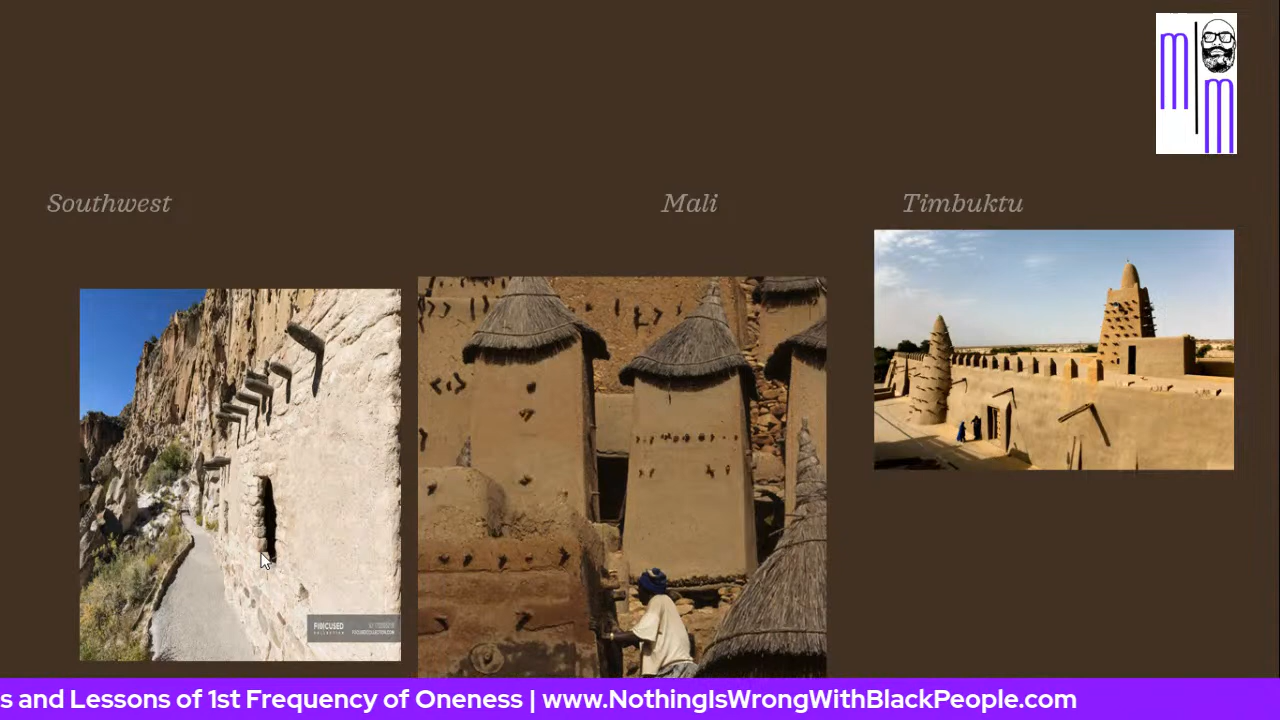 m
m
Southwest
Mali
Timbuktu
s and Lessons of 1st Frequency of Oneness | www.NothingIsWrongWithBlackPeople.com